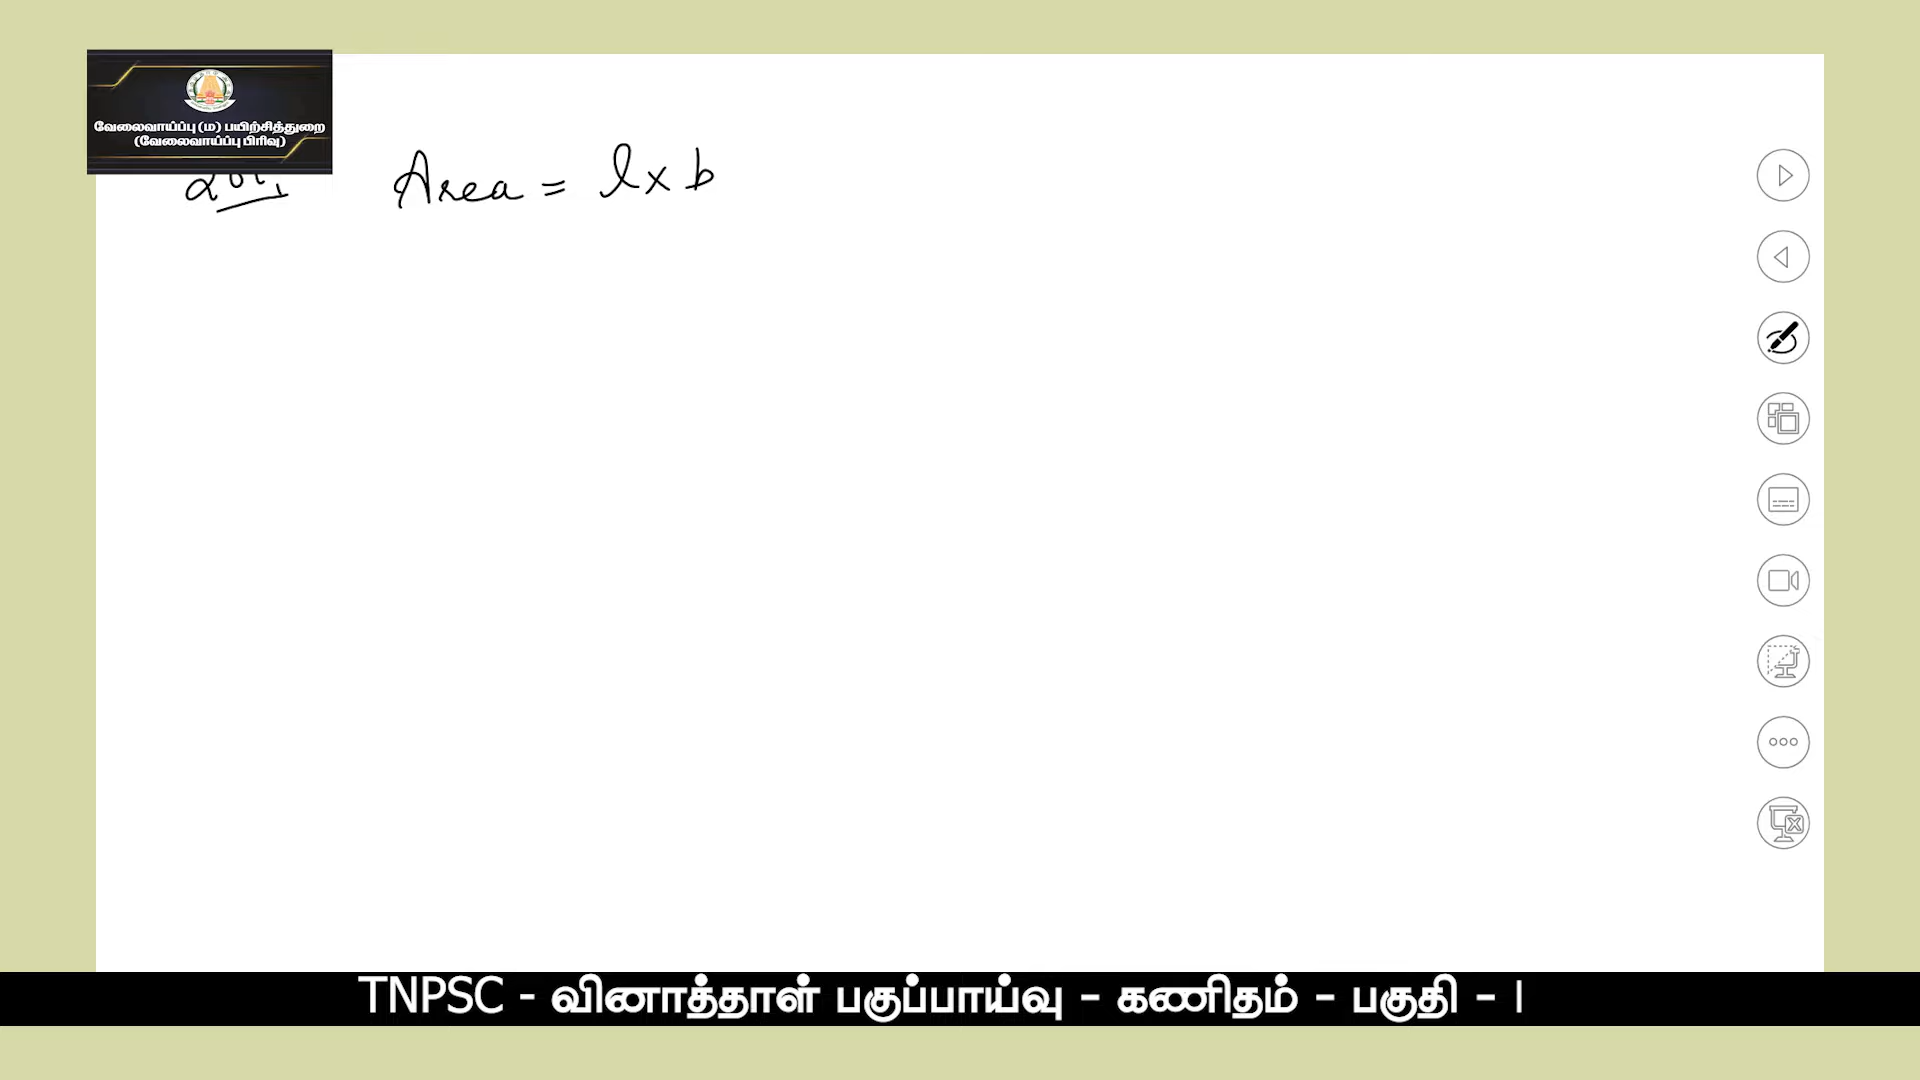 வேலைவாய்ப்பு (ம) பயிற்சித்துறை
(வேலைவாய்ப்பு பிரிவு)
Area = l x b
TNPSC - வினாத்தாள் பகுப்பாய்வு - கணிதம் - பகுதி - I